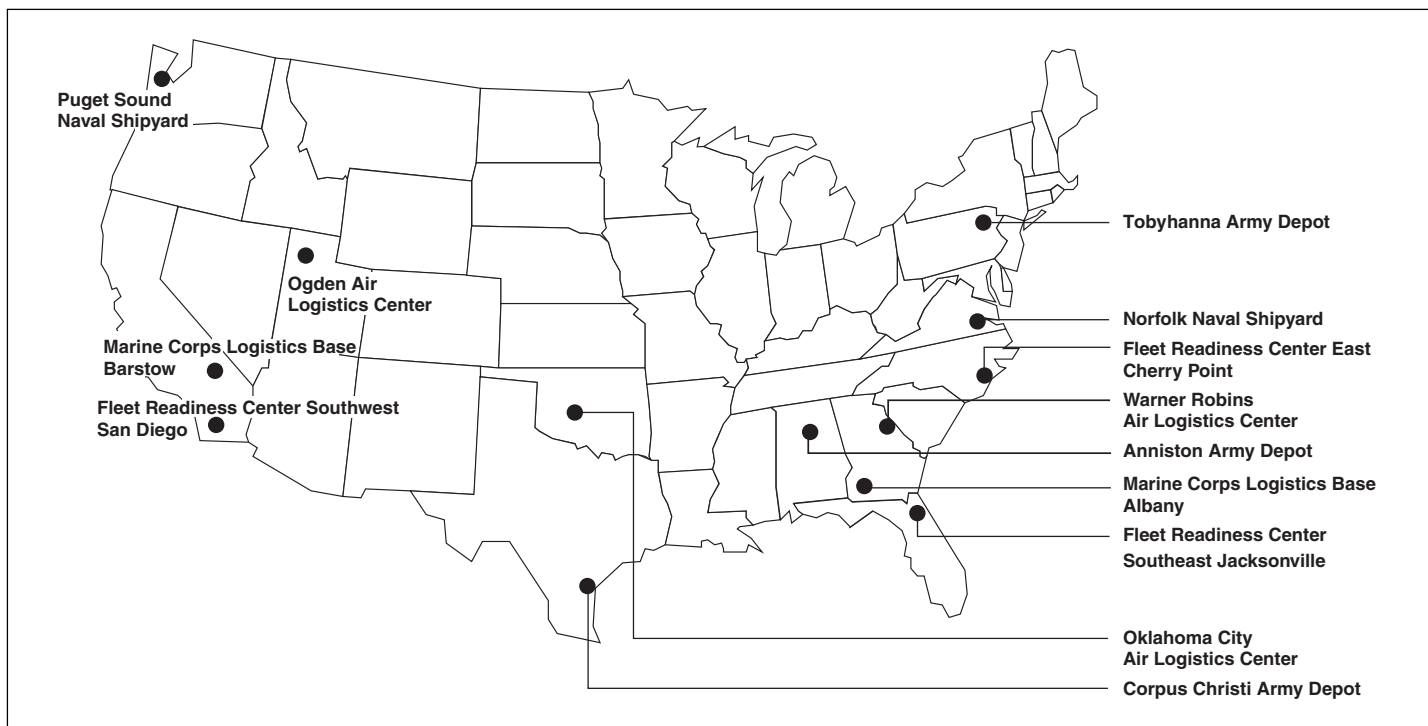 Puget Sound
Naval Shipyard
Ogden Air
Logistics Center
Marine Corps Logistics Base
Barstow
Fleet Readiness Center Southwest
San Diego
Tobyhanna Army Depot
Norfolk Naval Shipyard
Fleet Readiness Center East
Cherry Point
Warner Robins
Air Logistics Center
Anniston Army Depot
Marine Corps Logistics Base
Albany
Fleet Readiness Center
Southeast Jacksonville
Oklahoma City
Air Logistics Center
Corpus Christi Army Depot